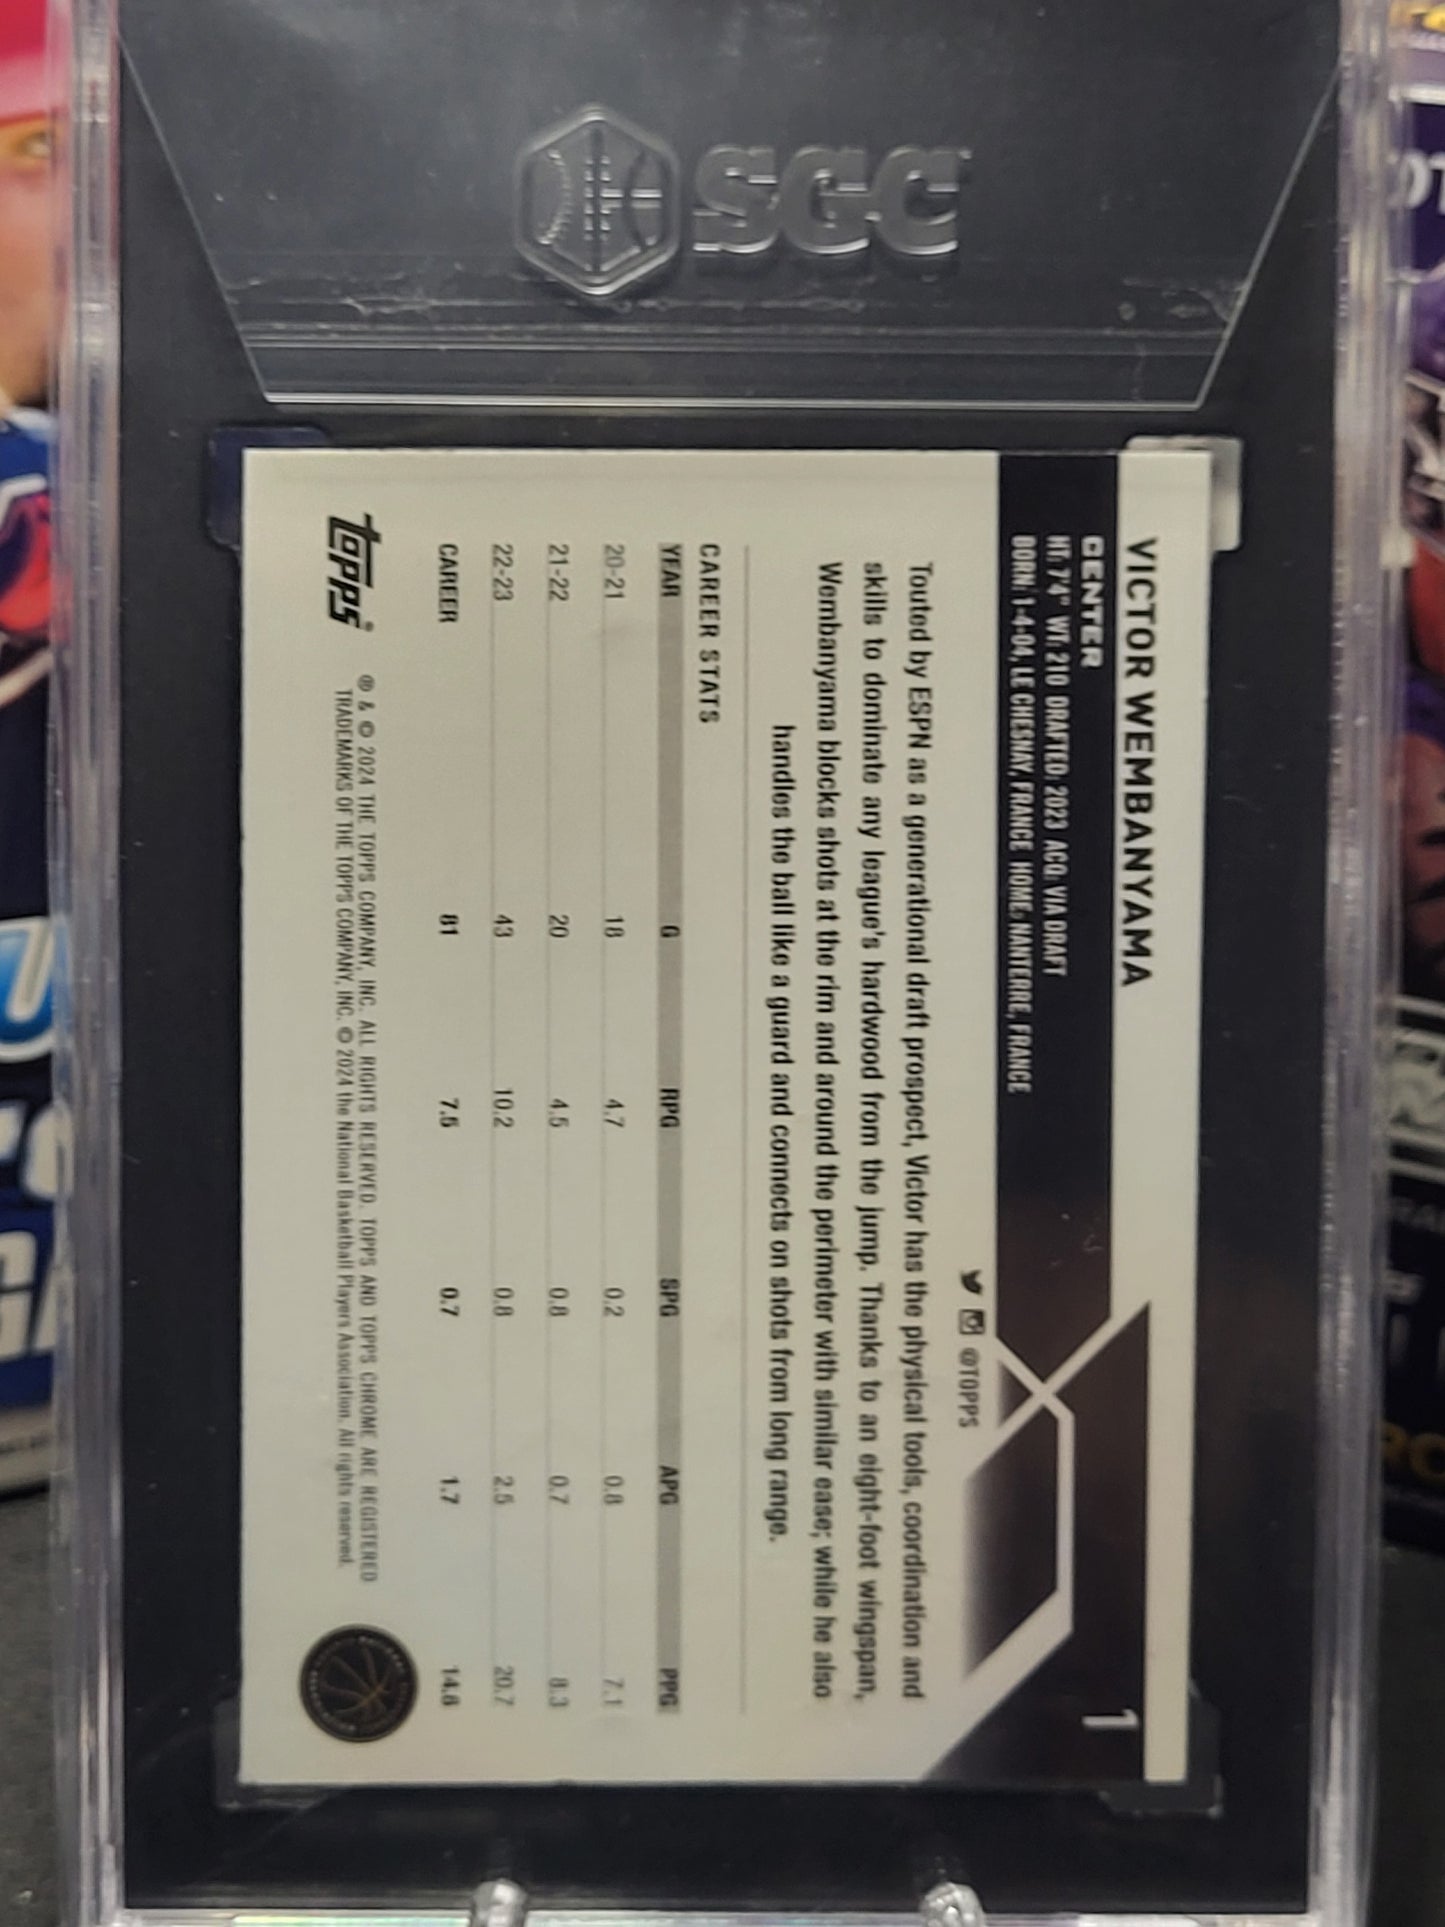 SGC
VICTOR WEMBANYAMA
CENTER
HT: 7'4" WT: 210 DRAFTED: 2023 ACQ: VIA DRAFT
BORN: 1-4-04, LE CHESNAY, FRANCE HOME: NANTERRE, FRANCE
1
@TOPPS
Touted by ESPN as a generational draft prospect, Victor has the physical tools, coordination and
skills to dominate any league's hardwood from the jump. Thanks to an eight-foot wingspan,
Wembanyama blocks shots at the rim and around the perimeter with similar ease; while he also
handles the ball like a guard and connects on shots from long range.
CAREER STATS
YEAR G RPG SPG APG PPG
20-21 18 4.7 0.2 0.8 7.1
21-22 20 4.5 0.8 0.7 8.3
22-23 43 10.2 0.8 2.5 20.7
CAREER 81 7.5 0.7 1.7 14.6
topps®
® & © 2024 THE TOPPS COMPANY, INC. ALL RIGHTS RESERVED. TOPPS AND TOPPS CHROME ARE REGISTERED
TRADEMARKS OF THE TOPPS COMPANY, INC. © 2024 the National Basketball Players Association. All rights reserved.